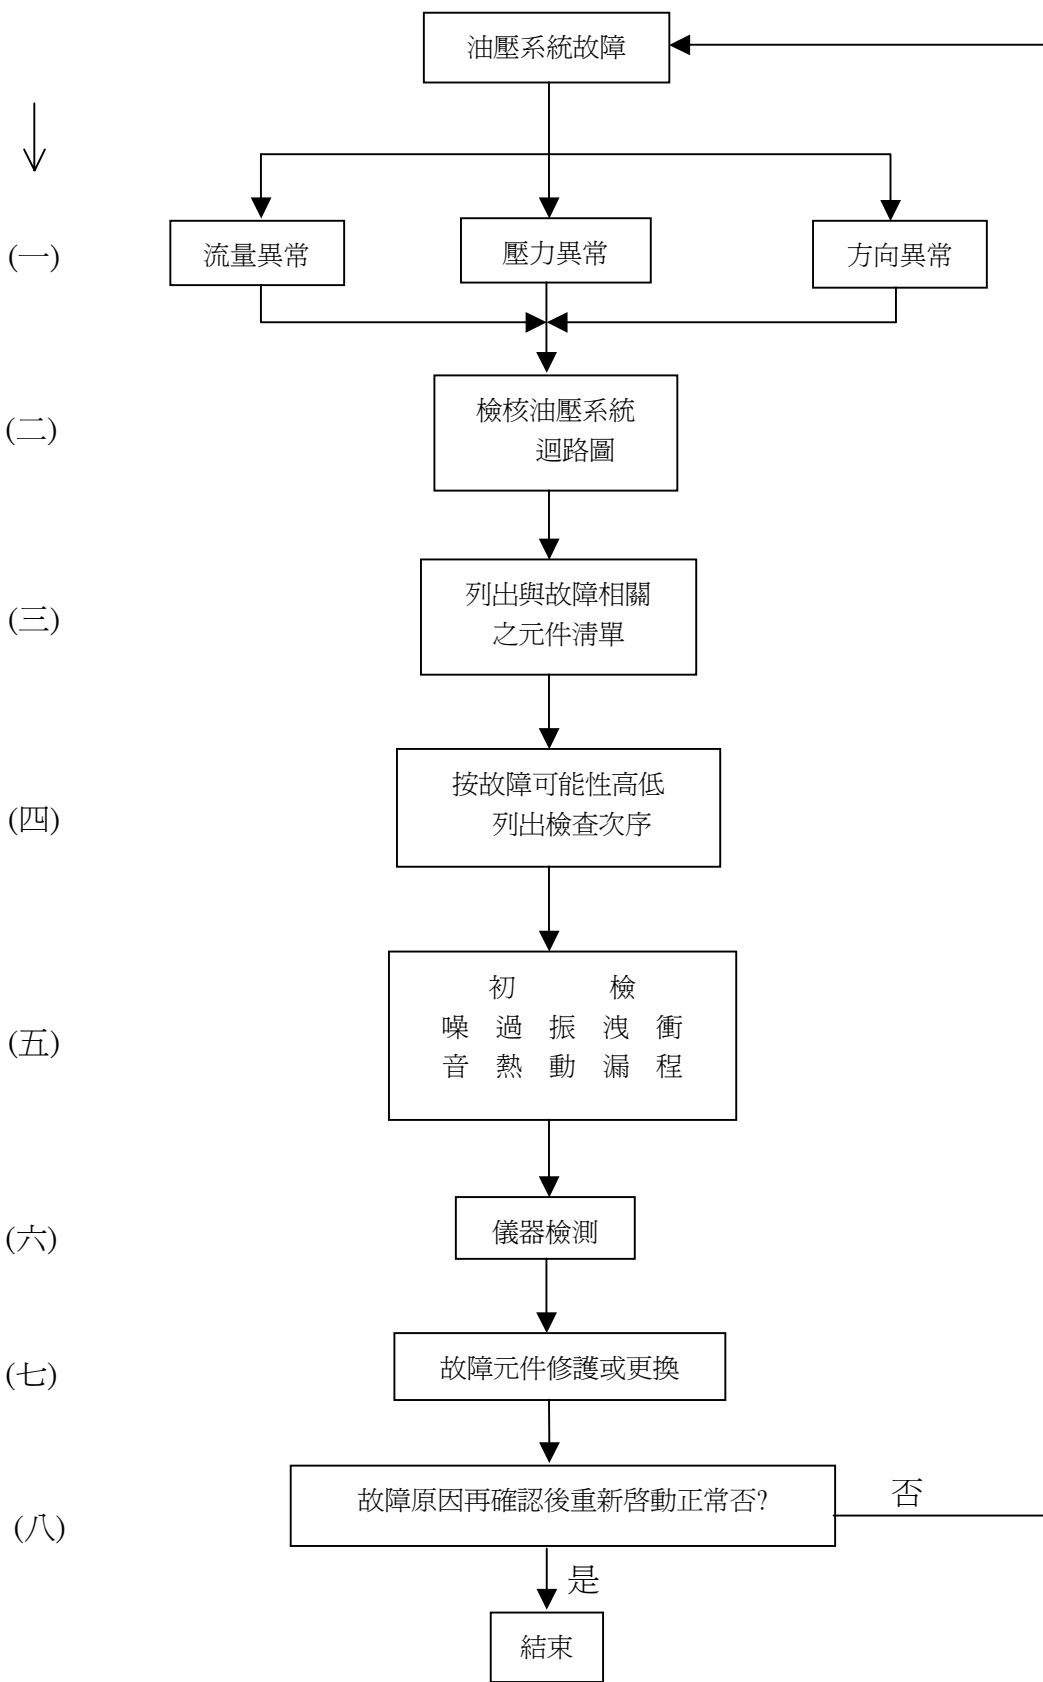 油壓系統故障
(一)
流量異常
壓力異常
方向異常
(二)
檢核油壓系統
迴路圖
(三)
列出與故障相關
之元件清單
(四)
按故障可能性高低
列出檢查次序
(五)
初 檢
噪 過 振 洩 衝
音 熱 動 漏 程
(六)
儀器檢測
(七)
故障元件修護或更換
(八)
故障原因再確認後重新啓動正常否?
否
是
結束